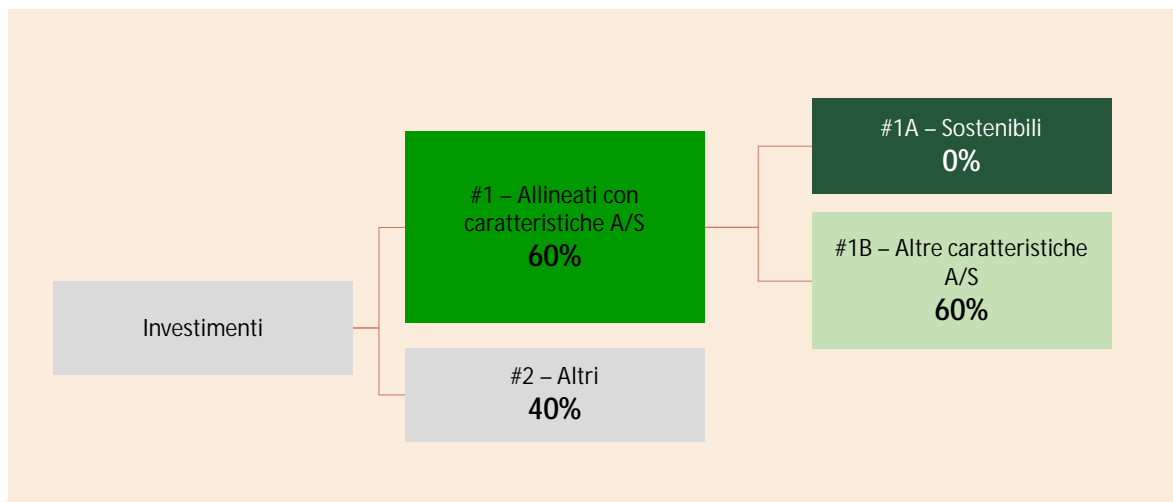 Investimenti
#1 – Allineati con
caratteristiche A/S
60%
#2 – Altri
40%
#1A – Sostenibili
0%
#1B – Altre caratteristiche
A/S
60%